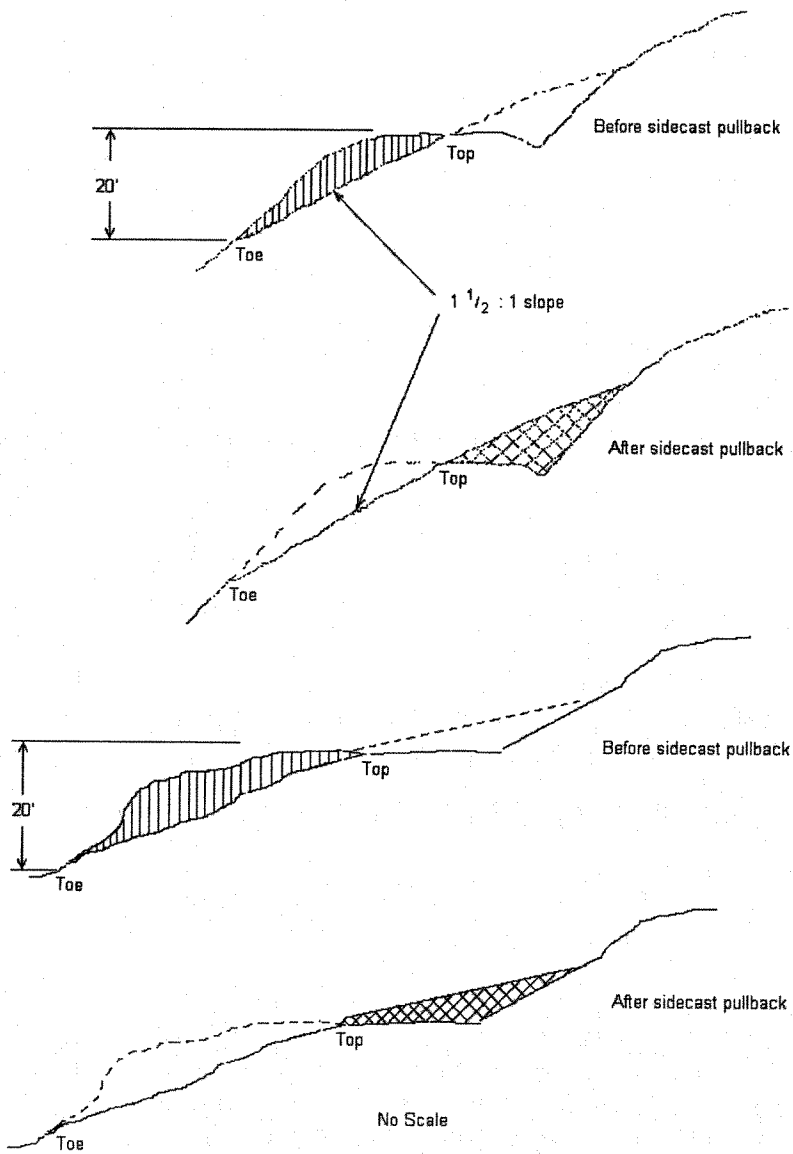 Before sidecast pullback
Top
20'
Toe
1 1/2 : 1 slope
After sidecast pullback
Top
Toe
Before sidecast pullback
Top
20'
Toe
After sidecast pullback
Top
No Scale
Toe